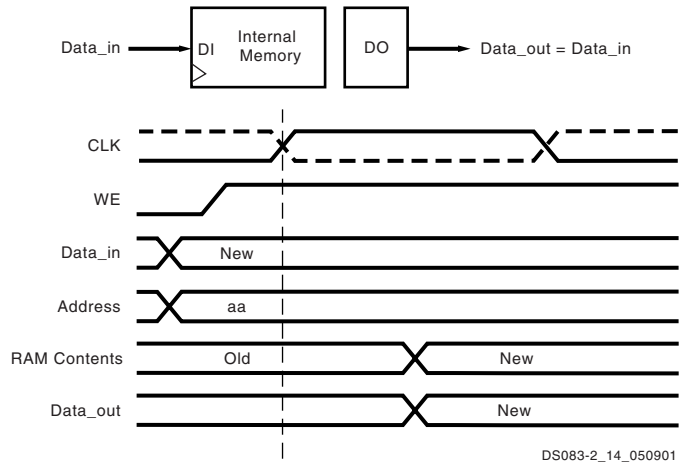 Data_in
DI
Internal
Memory
DO
Data_out = Data_in
CLK
WE
Data_in
New
Address
aa
RAM Contents
Old
New
Data_out
New
DS083-2_14_050901